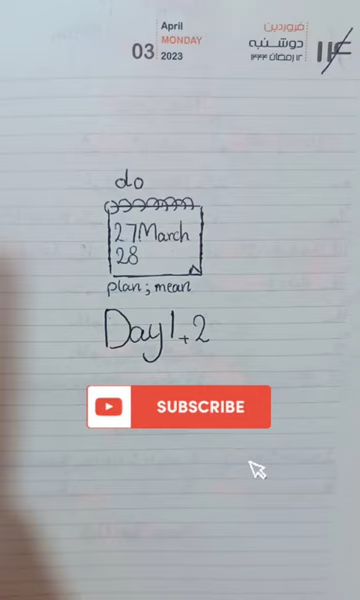 April
03 MONDAY
2023
فروردین
دوشنبه
۱۲ رمضان ۱۴۴۴
۱۴
do
27 March
28
plan; mean
Day 1 + 2
SUBSCRIBE